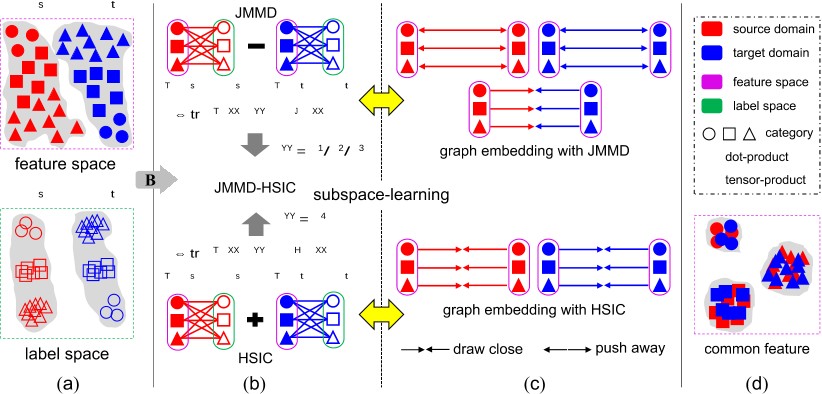 s t
feature space
s t
label space
(a)
B
JMMD
T s s T t t
⇔ tr T XX YY J XX
YY = 1/ 2/ 3
JMMD-HSIC
YY = 4
⇔ tr T XX YY H XX
T s s T t t
HSIC
(b)
subspace-learning
graph embedding with JMMD
graph embedding with HSIC
draw close push away
(c)
source domain
target domain
feature space
label space
category
dot-product
tensor-product
common feature
(d)